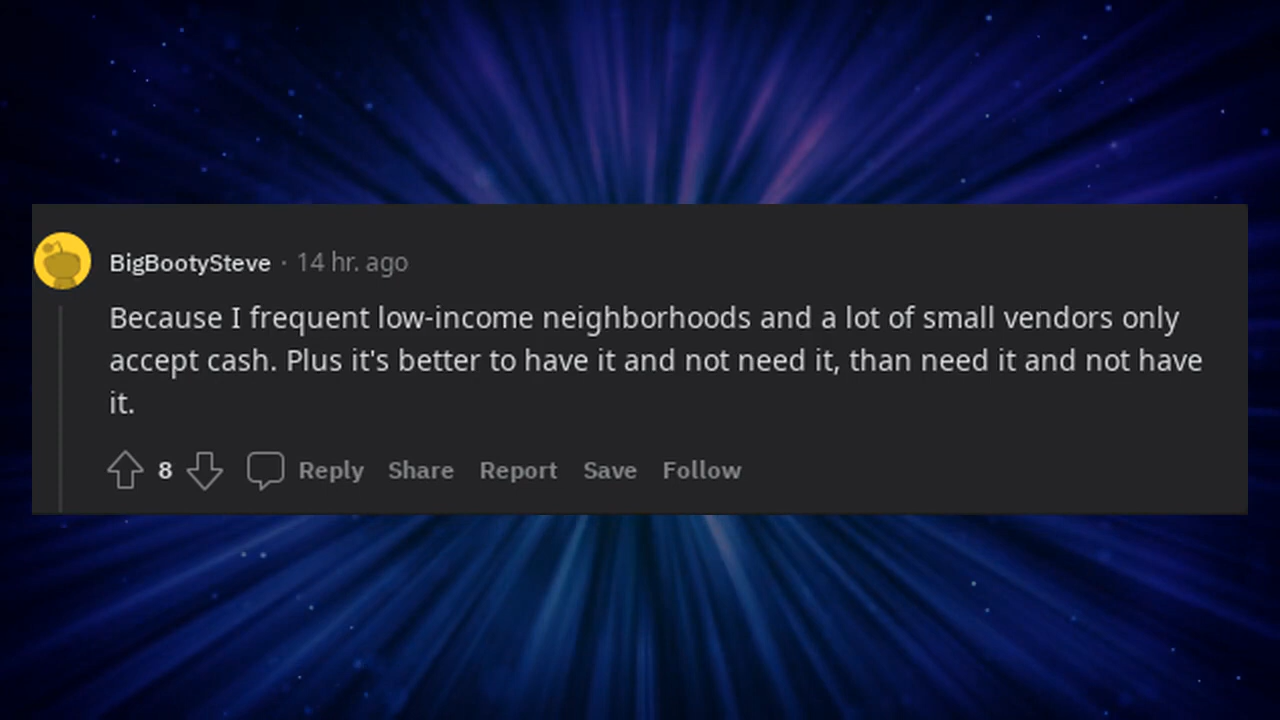 BigBootySteve · 14 hr. ago
Because I frequent low-income neighborhoods and a lot of small vendors only
accept cash. Plus it's better to have it and not need it, than need it and not have
it.
8 Reply Share Report Save Follow